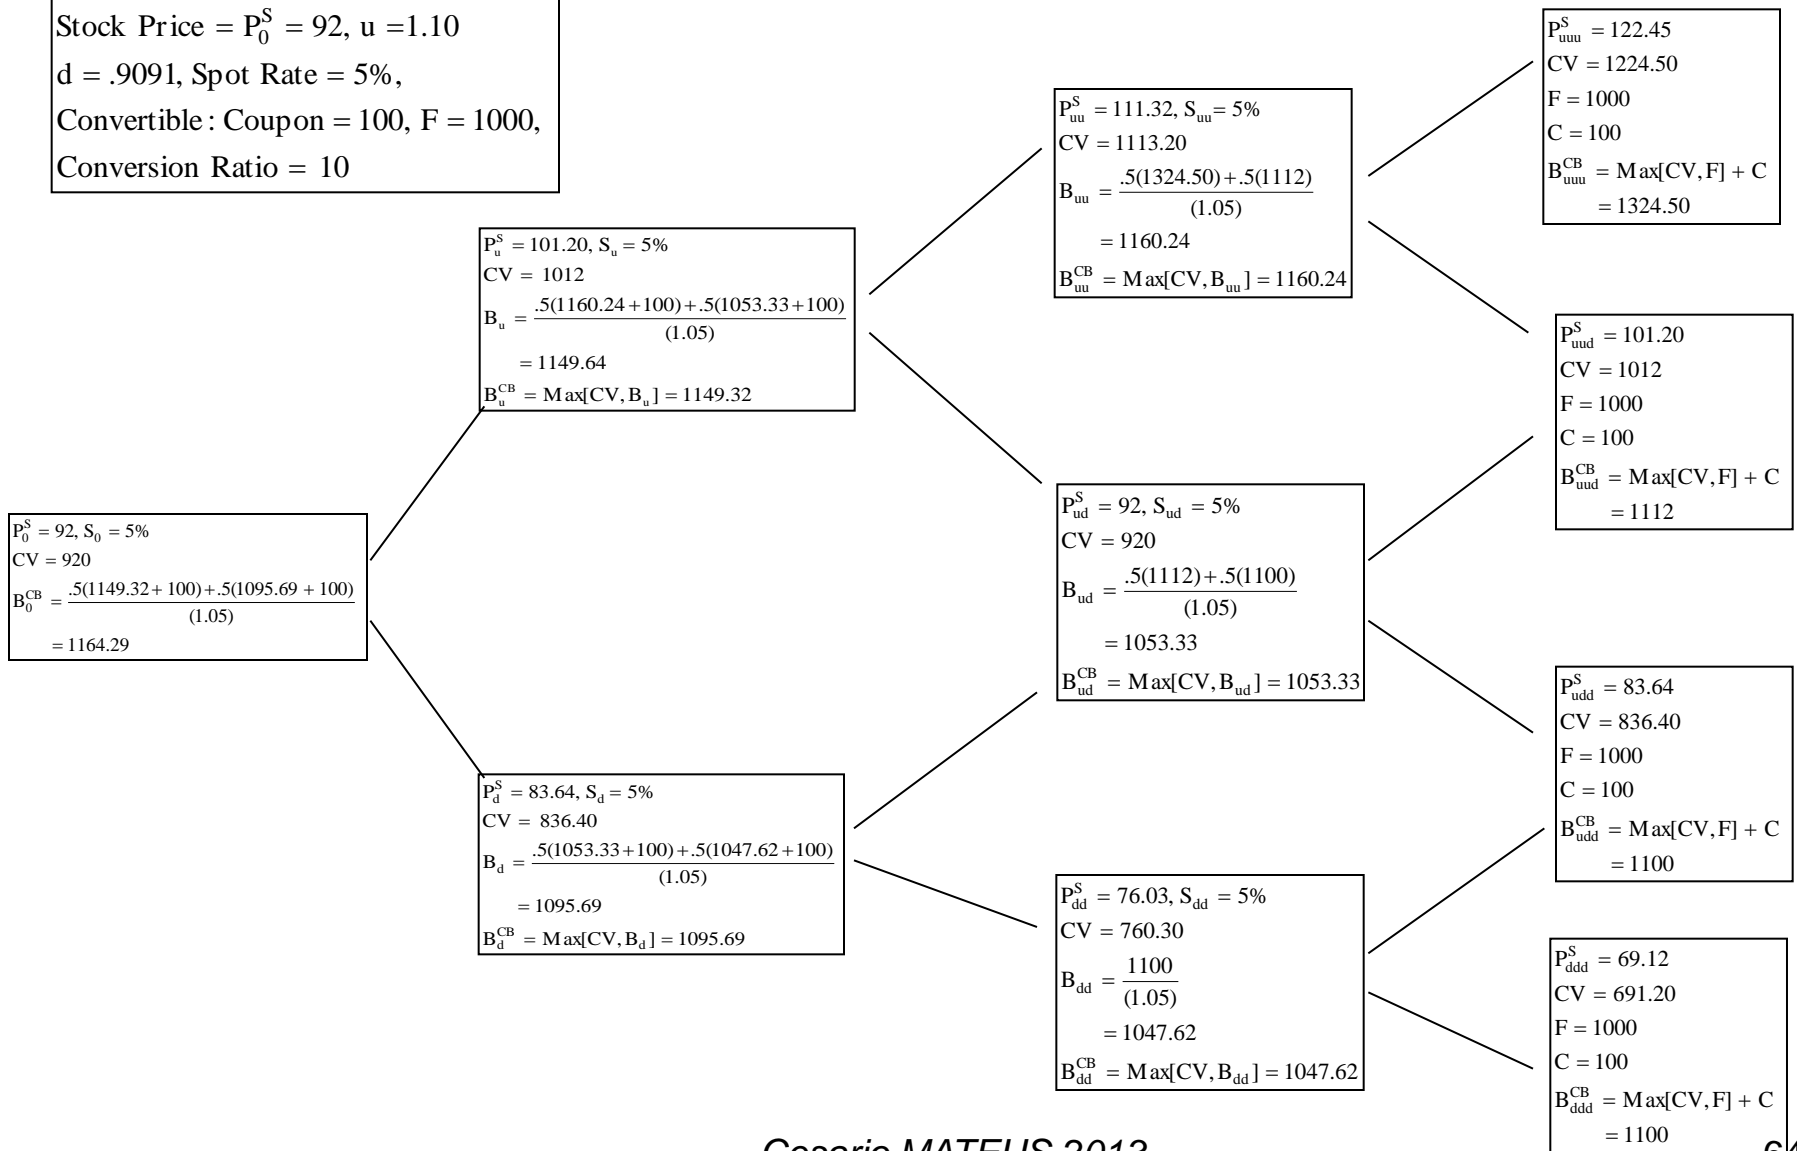 Stock Price = P₀ˢ = 92, u =1.10
d = .9091, Spot Rate = 5%,
Convertible: Coupon = 100, F = 1000,
Conversion Ratio = 10
P₀ˢ = 92, S₀ = 5%
CV = 920
B₀^CB = .5(1149.32 + 100)+.5(1095.69 + 100) / (1.05)
= 1164.29
P_u^S = 101.20, S_u = 5%
CV = 1012
B_u = .5(1160.24 +100)+.5(1053.33 +100) / (1.05)
= 1149.64
B_u^CB = Max[CV, B_u] = 1149.32
P_d^S = 83.64, S_d = 5%
CV = 836.40
B_d = .5(1053.33 +100)+.5(1047.62 +100) / (1.05)
= 1095.69
B_d^CB = Max[CV, B_d] = 1095.69
P_uu^S = 111.32, S_uu = 5%
CV = 1113.20
B_uu = .5(1324.50) +.5(1112) / (1.05)
= 1160.24
B_uu^CB = Max[CV, B_uu] = 1160.24
P_ud^S = 92, S_ud = 5%
CV = 920
B_ud = .5(1112) +.5(1100) / (1.05)
= 1053.33
B_ud^CB = Max[CV, B_ud] = 1053.33
P_dd^S = 76.03, S_dd = 5%
CV = 760.30
B_dd = 1100 / (1.05)
= 1047.62
B_dd^CB = Max[CV, B_dd] = 1047.62
P_uuu^S = 122.45
CV = 1224.50
F = 1000
C = 100
B_uuu^CB = Max[CV, F] + C
= 1324.50
P_uud^S = 101.20
CV = 1012
F = 1000
C = 100
B_uud^CB = Max[CV, F] + C
= 1112
P_udd^S = 83.64
CV = 836.40
F = 1000
C = 100
B_udd^CB = Max[CV, F] + C
= 1100
P_ddd^S = 69.12
CV = 691.20
F = 1000
C = 100
B_ddd^CB = Max[CV, F] + C
= 1100
Cesario MATEUS 2012
64